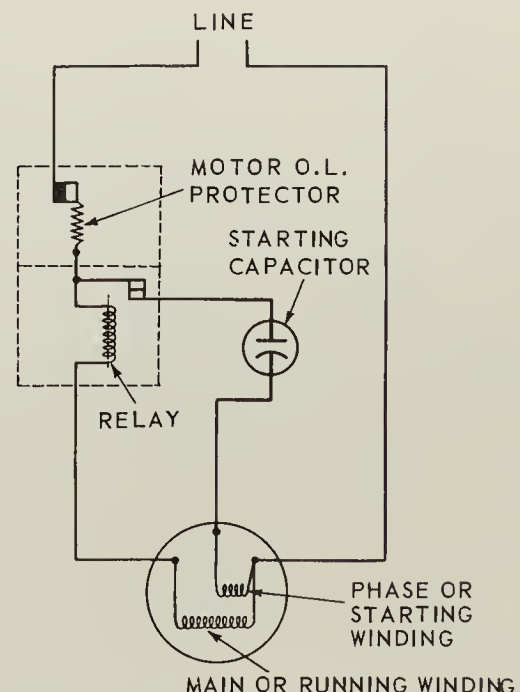 LINE
MOTOR O.L.
PROTECTOR
STARTING
CAPACITOR
RELAY
PHASE OR
STARTING
WINDING
MAIN OR RUNNING WINDING